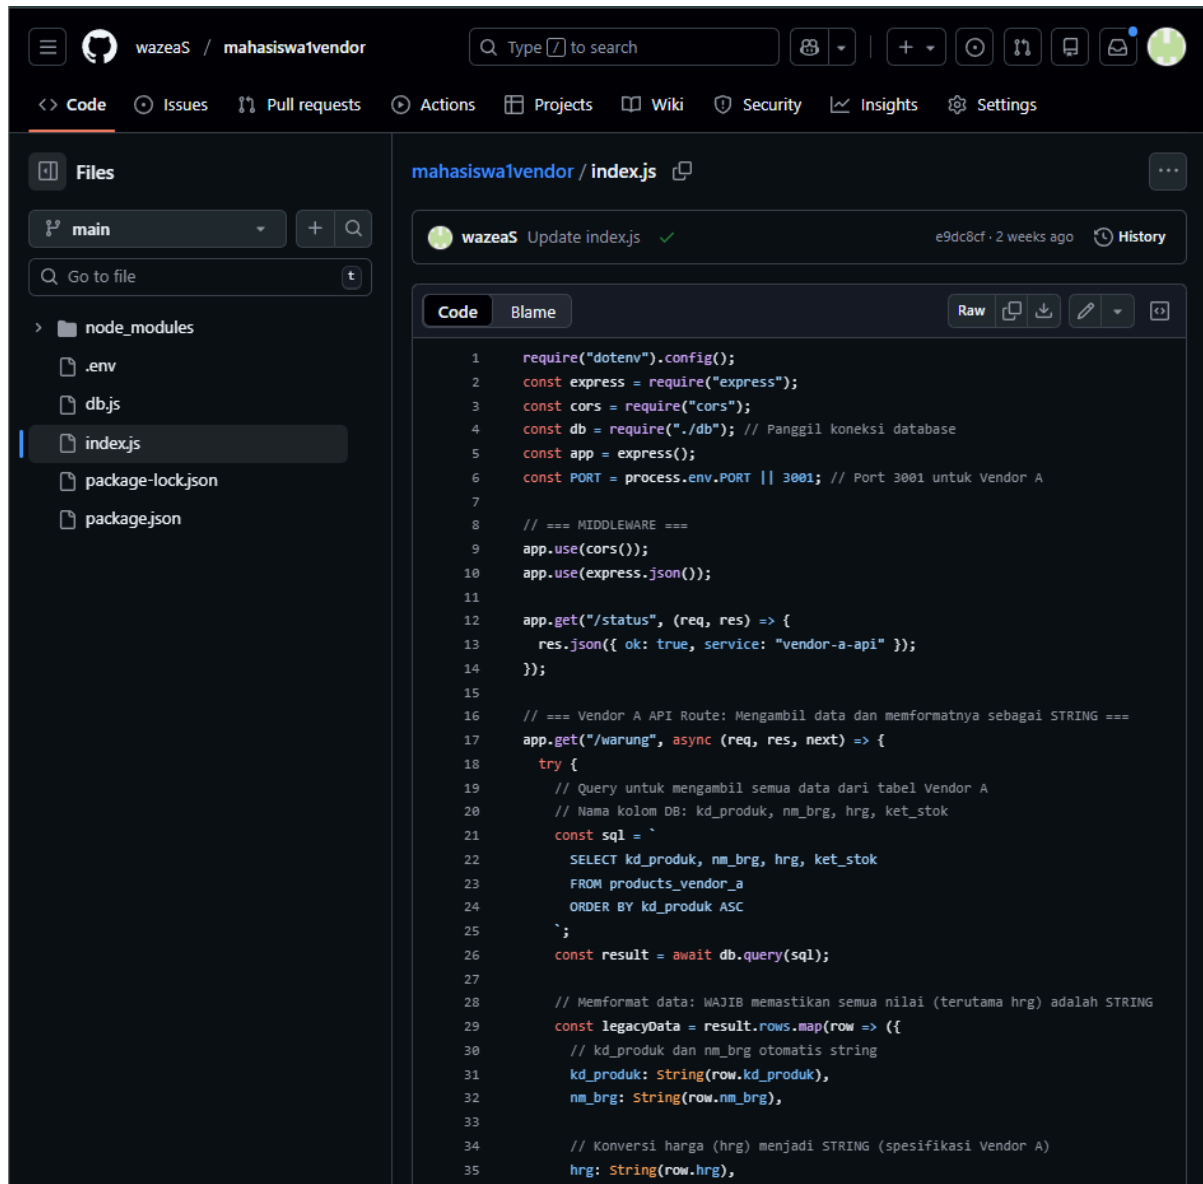 wazeaS / mahasiswa1vendor
Type / to search
Code Issues Pull requests Actions Projects Wiki Security Insights Settings
Files
main
Go to file t
node_modules
.env
db.js
index.js
package-lock.json
package.json
mahasiswa1vendor / index.js
wazeaS Update index.js e9dc8cf · 2 weeks ago History
Code Blame Raw
1 require("dotenv").config();
2 const express = require("express");
3 const cors = require("cors");
4 const db = require("./db"); // Panggil koneksi database
5 const app = express();
6 const PORT = process.env.PORT || 3001; // Port 3001 untuk Vendor A
7
8 // === MIDDLEWARE ===
9 app.use(cors());
10 app.use(express.json());
11
12 app.get("/status", (req, res) => {
13 res.json({ ok: true, service: "vendor-a-api" });
14 });
15
16 // === Vendor A API Route: Mengambil data dan memformatnya sebagai STRING ===
17 app.get("/warung", async (req, res, next) => {
18 try {
19 // Query untuk mengambil semua data dari tabel Vendor A
20 // Nama kolom DB: kd_produk, nm_brg, hrg, ket_stok
21 const sql = `
22 SELECT kd_produk, nm_brg, hrg, ket_stok
23 FROM products_vendor_a
24 ORDER BY kd_produk ASC
25 `;
26 const result = await db.query(sql);
27
28 // Memformat data: WAJIB memastikan semua nilai (terutama hrg) adalah STRING
29 const legacyData = result.rows.map(row => ({
30 // kd_produk dan nm_brg otomatis string
31 kd_produk: String(row.kd_produk),
32 nm_brg: String(row.nm_brg),
33
34 // Konversi harga (hrg) menjadi STRING (spesifikasi Vendor A)
35 hrg: String(row.hrg),